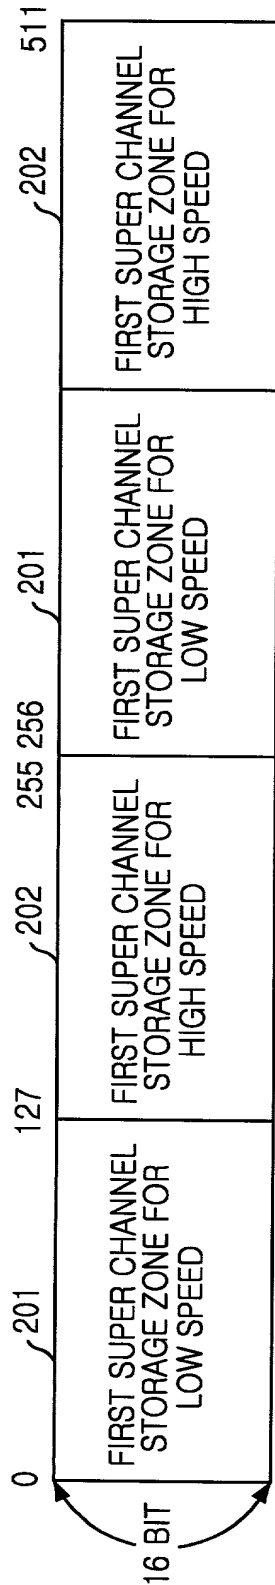 0
201
127
202
255 256
201
202
511
16 BIT
FIRST SUPER CHANNEL
STORAGE ZONE FOR
LOW SPEED
FIRST SUPER CHANNEL
STORAGE ZONE FOR
HIGH SPEED
FIRST SUPER CHANNEL
STORAGE ZONE FOR
LOW SPEED
FIRST SUPER CHANNEL
STORAGE ZONE FOR
HIGH SPEED